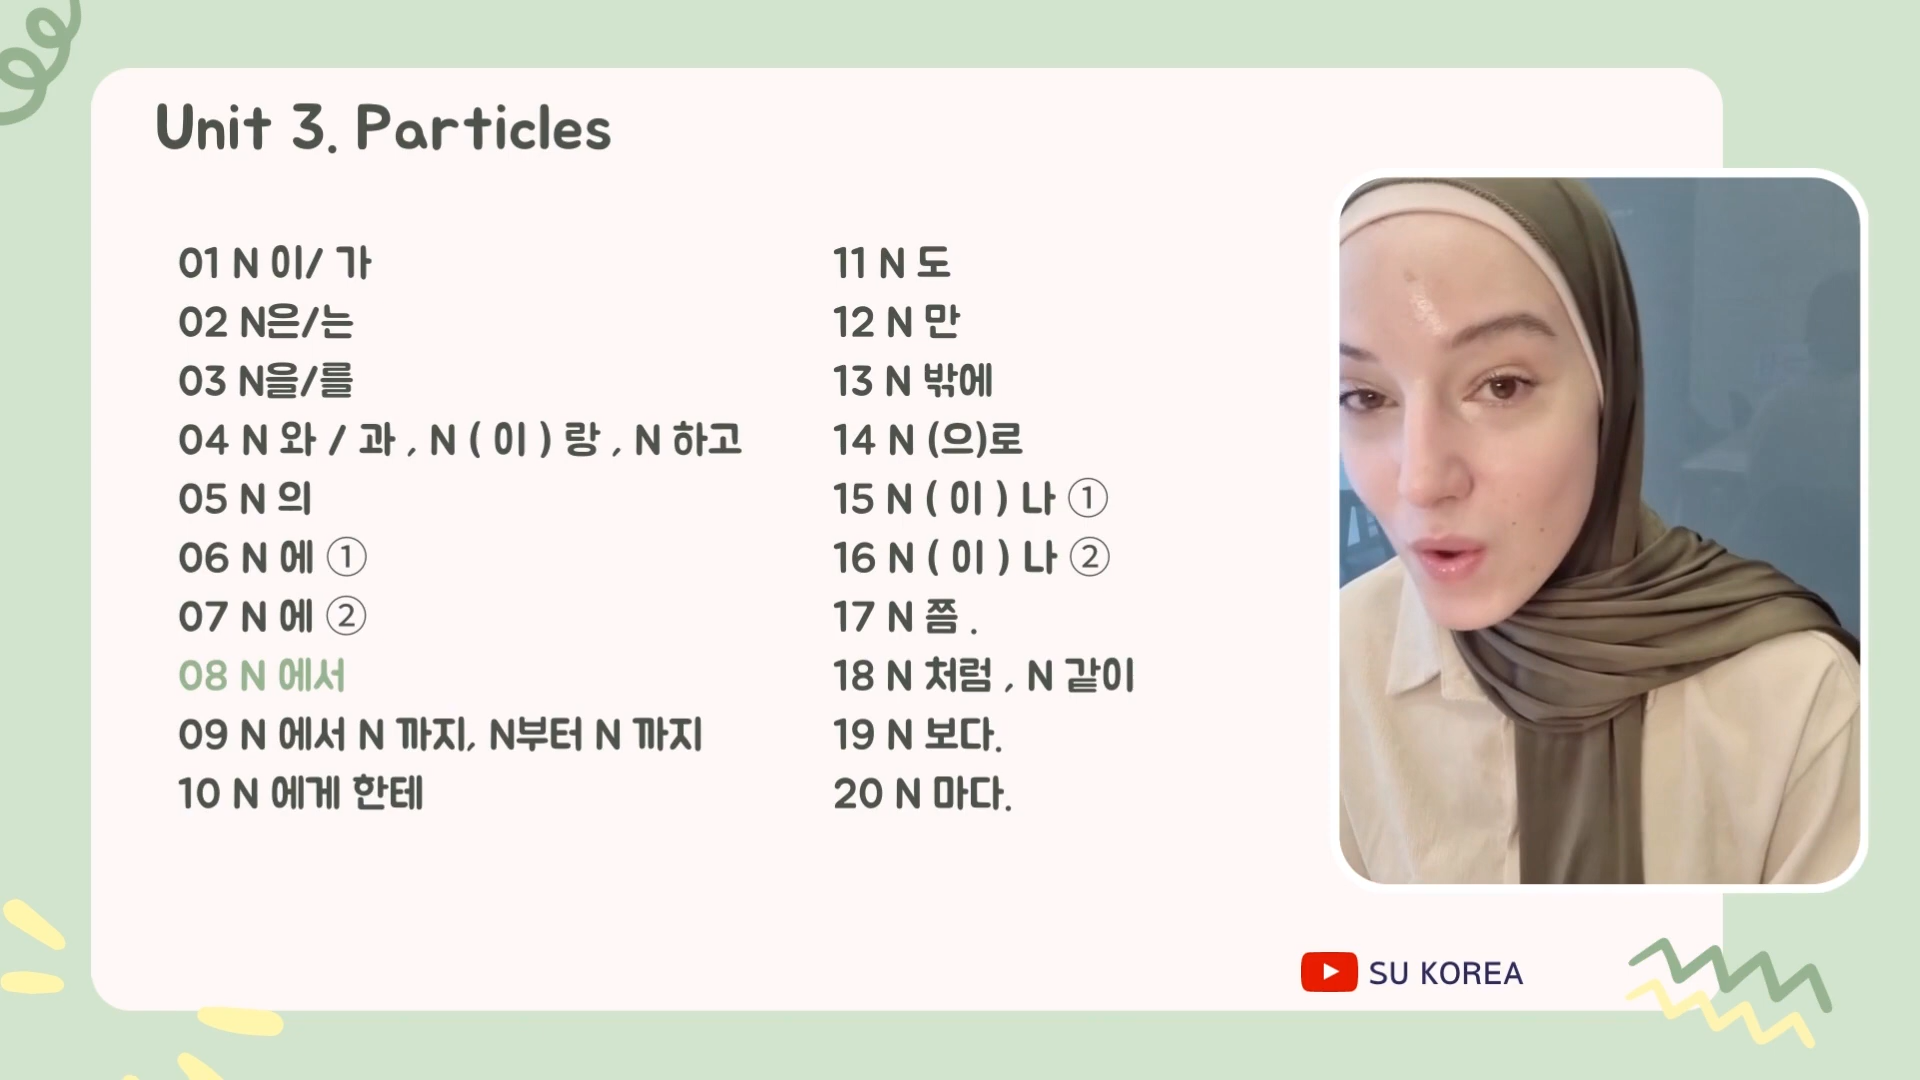 Unit 3. Particles
01 N 이/ 가
02 N은/는
03 N을/를
04 N 와 / 과 , N ( 이 ) 랑 , N 하고
05 N 의
06 N 에 ①
07 N 에 ②
08 N 에서
09 N 에서 N 까지, N부터 N 까지
10 N 에게 한테
11 N 도
12 N 만
13 N 밖에
14 N (으)로
15 N ( 이 ) 나 ①
16 N ( 이 ) 나 ②
17 N 쯤 .
18 N 처럼 , N 같이
19 N 보다.
20 N 마다.
SU KOREA